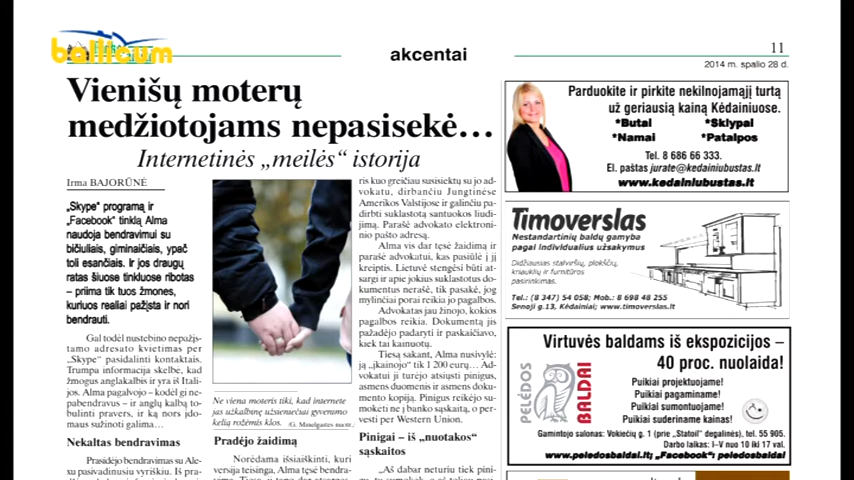 balticum
akcentai
11
2014 m. spalio 28 d.
Vienišų moterų
medžiotojams nepasisekė…
Internetinės „meilės“ istorija
Irma BAJORŪNĖ
„Skype“ programą ir
„Facebook“ tinklą Alma
naudoja bendravimui su
bičiuliais, giminaičiais, ypač
toli esančiais. Ir jos draugų
ratas šiuose tinkluose ribotas
– priima tik tuos žmones,
kuriuos realiai pažįsta ir nori
bendrauti.
Gal todėl nustebino nepažįs-
tamo adresato kvietimas per
„Skype“ pasidalinti kontaktais.
Trumpa informacija skelbė, kad
žmogus anglakalbis ir yra iš Itali-
jos. Alma pagalvojo – kodėl gi ne-
pabendravus – ir anglų kalbą to-
bulinti pravers, ir ką nors įdo-
maus sužinoti galima…
Nekaltas bendravimas
Prasidėjo bendravimas su Ale-
xu pasivadinusiu vyriškiu. Iš
Ne viena moteris tiki, kad internete
jas užkalbinę užsieniečiai gyvenimo
kelią rožėmis klos.
/G. Minelgaitės nuotr.
Pradėjo žaidimą
Norėdama išsiaiškinti, kuri
versija teisinga, Alma tęsė bendra-
ris kuo greičiau susisiektų su jo ad-
vokatu, dirbančiu Jungtinėse
Amerikos Valstijose ir galinčiu pa-
dirbti suklastotą santuokos liudi-
jimą. Parašė advokato elektroni-
nio pašto adresą.
Alma vis dar tęsė žaidimą ir
parašė advokatui, kas pasiūlė į jį
kreiptis. Lietuvė stengėsi būti at-
sargi ir apie jokius suklastotus do-
kumentus nerašė, tik pasakė, jog
mylinčiai porai reikia jo pagalbos.
Advokatas jau žinojo, kokios
pagalbos reikia. Dokumentą jis
pažadėjo padaryti ir paskaičiavo,
kiek tai kainuotų.
Tiesą sakant, Alma nusivylė:
ją „įkainojo“ tik 1 200 eurų… Ad-
vokatui ji turėjo atsiųsti pinigus,
asmens duomenis ir asmens doku-
mento kopiją. Pinigus reikėjo su-
mokėti ne į banko sąskaitą, o per-
vesti per Western Union.
Pinigai – iš „nuotakos“
sąskaitos
„Aš dabar neturiu tiek pini-
Parduokite ir pirkite nekilnojamąjį turtą
už geriausią kainą Kėdainiuose.
*Butai *Sklypai
*Namai *Patalpos
Tel. 8 686 66 333.
El. paštas jurate@kedainiubustas.lt
www.kedainiubustas.lt
Timoverslas
Nestandartinių baldų gamyba
pagal individualius užsakymus
Didžiausias stalviršių, plokščių,
kriauklių ir furnitūros
pasirinkimas.
Tel.: (8 347) 54 058; Mob.: 8 698 48 255
Senoji g.13, Kėdainiai; www.timoverslas.lt
Virtuvės baldams iš ekspozicijos –
40 proc. nuolaida!
PELĖDOS
BALDAI
Puikiai projektuojame!
Puikiai pagaminame!
Puikiai sumontuojame!
Puikiai suderiname kainas!
Gamintojo salonas: Vokiečių g. 1 (prie „Statoil“ degalinės), tel. 55 905.
Darbo laikas: I–V nuo 10 iki 17 val.
www.peledosbaldai.lt; „Facebook“: peledosbaldai